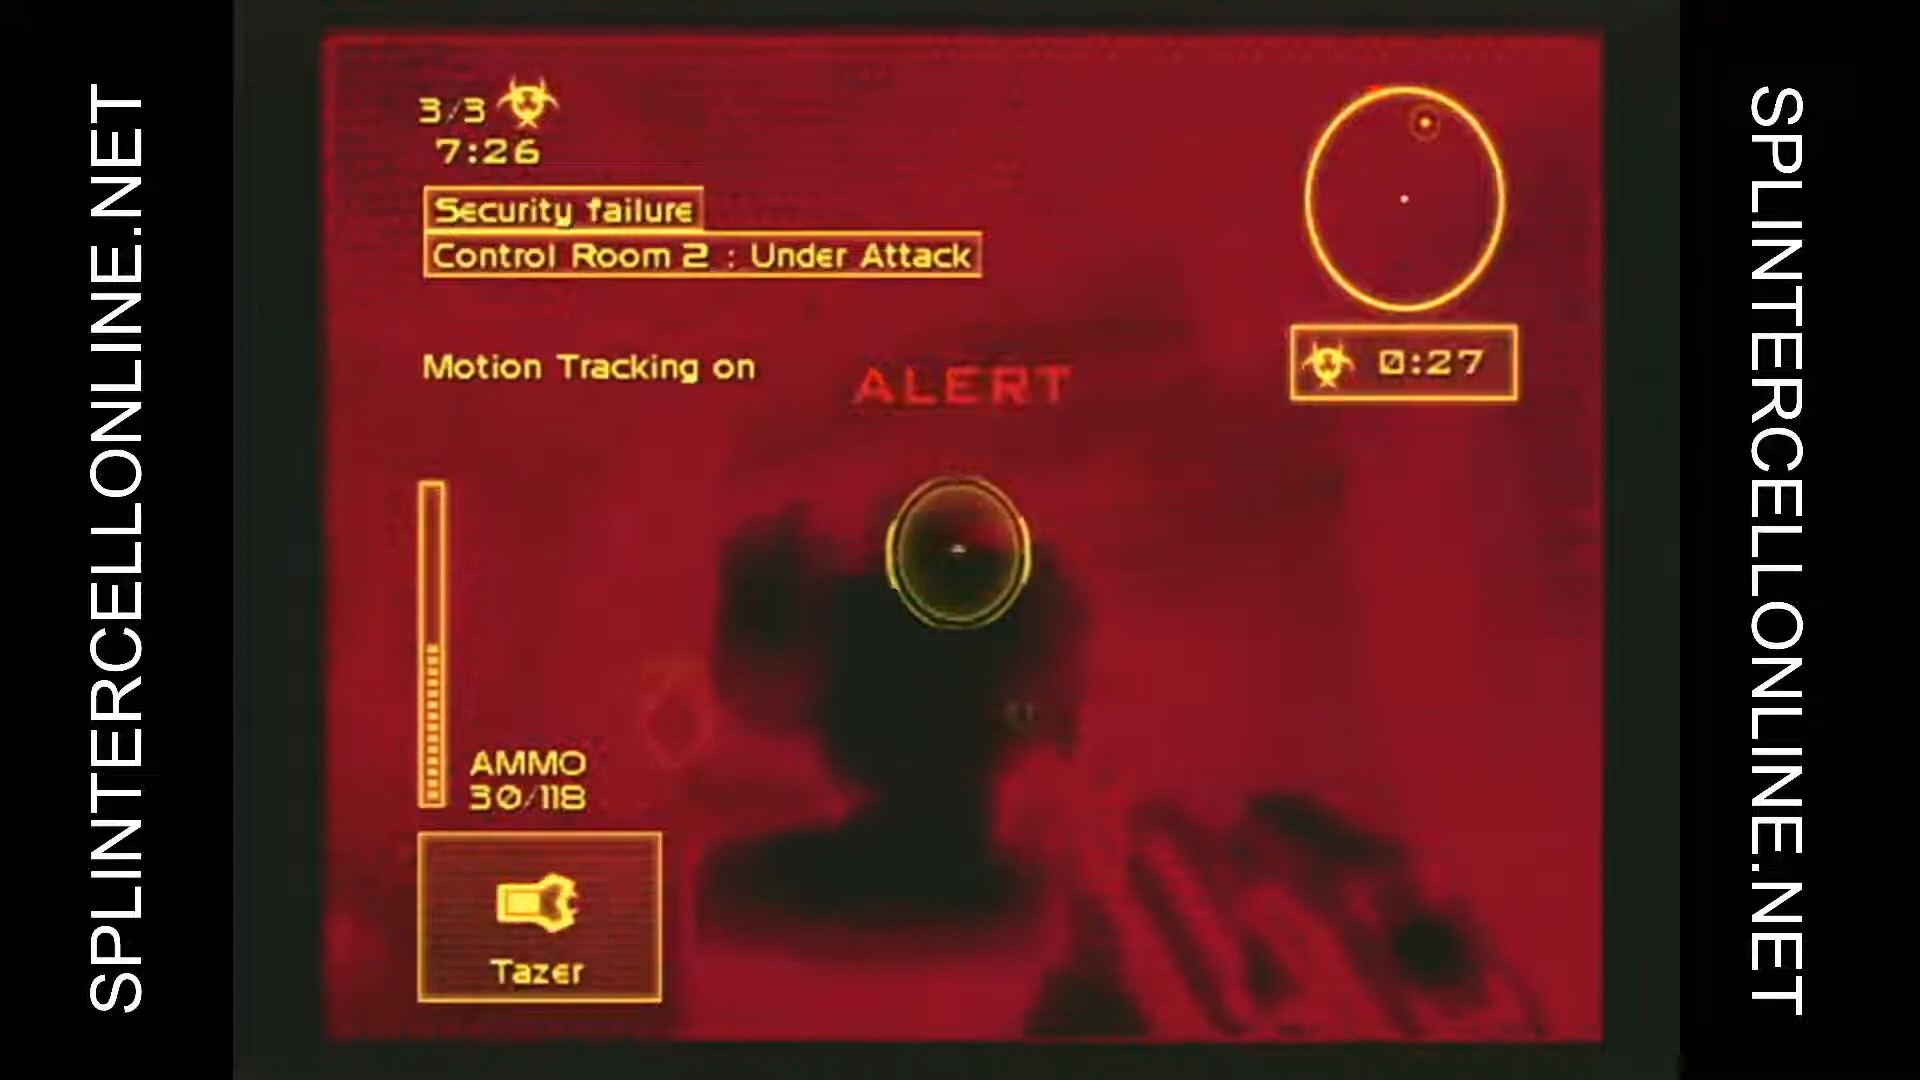 SPLINTERCELLONLINE.NET
3/3
7:26
Security failure
Control Room 2 : Under Attack
Motion Tracking on
ALERT
0:27
AMMO
30/118
Tazer
SPLINTERCELLONLINE.NET